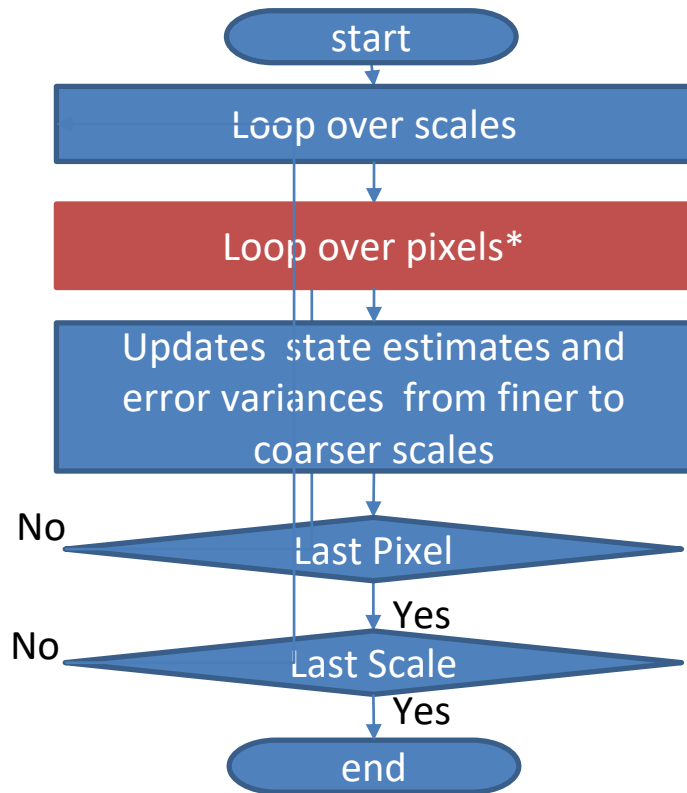 start
Loop over scales
Loop over pixels*
Updates state estimates and
error variances from finer to
coarser scales
No
Last Pixel
Yes
No
Last Scale
Yes
end